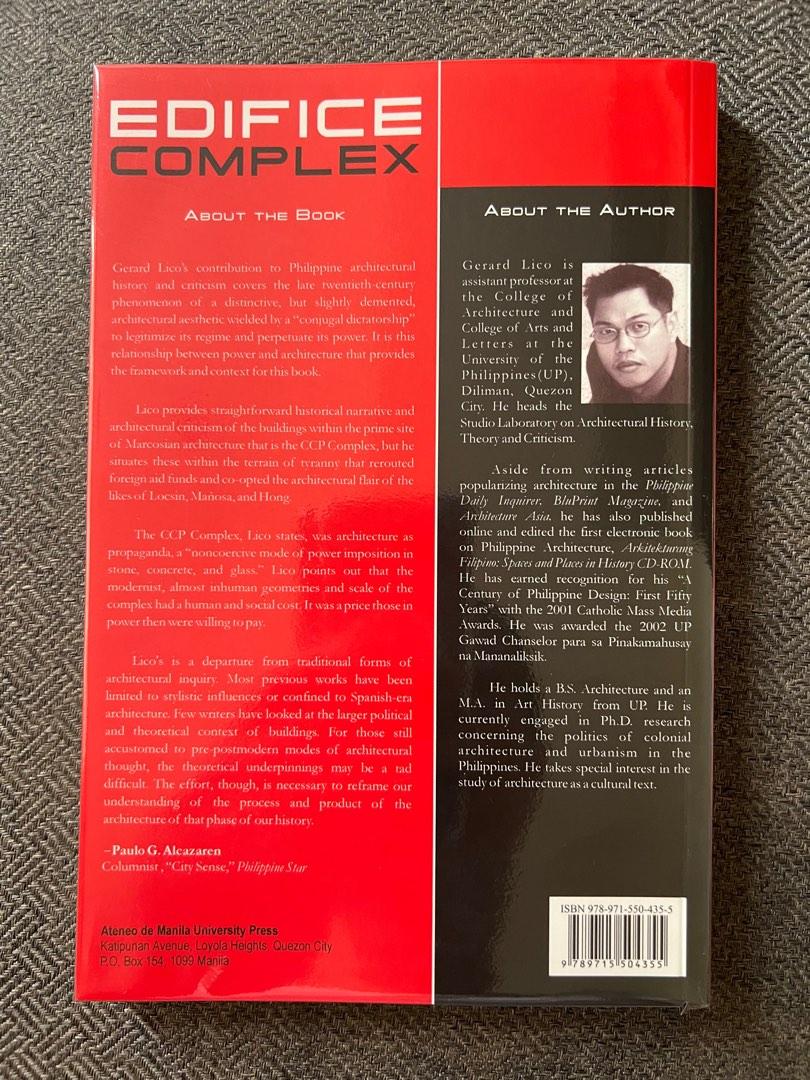 EDIFICE
COMPLEX
ABOUT THE BOOK
Gerard Lico's contribution to Philippine architectural
history and criticism covers the late twentieth-century
phenomenon of a distinctive, but slightly demented,
architectural aesthetic wielded by a "conjugal dictatorship"
to legitimize its regime and perpetuate its power. It is this
relationship between power and architecture that provides
the framework and context for this book.
Lico provides straightforward historical narrative and
architectural criticism of the buildings within the prime site
of Marcosian architecture that is the CCP Complex, but he
situates these within the terrain of tyranny that rerouted
foreign aid funds and co-opted the architectural flair of the
likes of Locsin, Mañosa, and Hong.
The CCP Complex, Lico states, was architecture as
propaganda, a "noncoercive mode of power imposition in
stone, concrete, and glass." Lico points out that the
modernist, almost inhuman geometries and scale of the
complex had a human and social cost. It was a price those in
power then were willing to pay.
Lico's is a departure from traditional forms of
architectural inquiry. Most previous works have been
limited to stylistic influences or confined to Spanish-era
architecture. Few writers have looked at the larger political
and theoretical context of buildings. For those still
accustomed to pre-postmodern modes of architectural
thought, the theoretical underpinnings may be a tad
difficult. The effort, though, is necessary to reframe our
understanding of the process and product of the
architecture of that phase of our history.
–Paulo G. Alcazaren
Columnist, "City Sense," Philippine Star
Ateneo de Manila University Press
Katipunan Avenue, Loyola Heights, Quezon City
P.O. Box 154, 1099 Manila
ABOUT THE AUTHOR
Gerard Lico is
assistant professor at
the College of
Architecture and
College of Arts and
Letters at the
University of the
Philippines(UP),
Diliman, Quezon
City. He heads the
Studio Laboratory on Architectural History,
Theory and Criticism.
Aside from writing articles
popularizing architecture in the Philippine
Daily Inquirer, BluPrint Magazine, and
Architecture Asia, he has also published
online and edited the first electronic book
on Philippine Architecture, Arkitekturang
Filipino: Spaces and Places in History CD-ROM.
He has earned recognition for his "A
Century of Philippine Design: First Fifty
Years" with the 2001 Catholic Mass Media
Awards. He was awarded the 2002 UP
Gawad Chanselor para sa Pinakamahusay
na Mananaliksik.
He holds a B.S. Architecture and an
M.A. in Art History from UP. He is
currently engaged in Ph.D. research
concerning the politics of colonial
architecture and urbanism in the
Philippines. He takes special interest in the
study of architecture as a cultural text.
ISBN 978-971-550-435-5
9 789715 504355